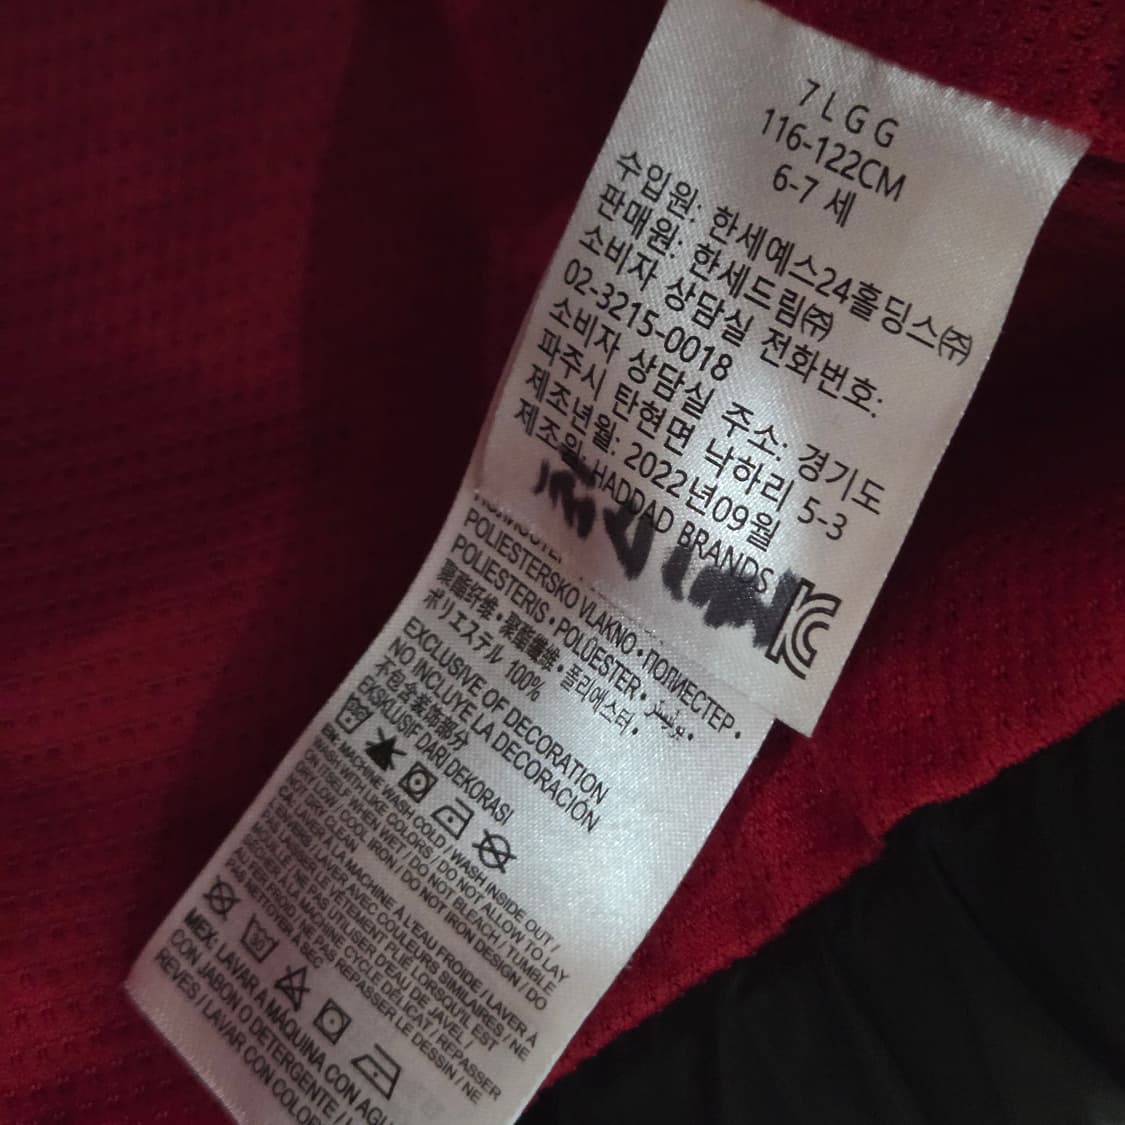 7 L G G
116-122CM
6-7 세
수입원: 한세예스24홀딩스㈜
판매원: 한세드림㈜
소비자 상담실 전화번호:
02-3215-0018
소비자 상담실 주소: 경기도
파주시 탄현면 낙하리 5-3
제조년월: 2022년09월
제조원: HADDAD BRANDS
POLIESTERSKO VLAKNO • ПОЛИЕСТЕР •
POLIESTERIS • POLÜESTER • بوليستر •
聚酯纤维 • 聚酯纖維 • 폴리에스터 •
ポリエステル 100%
EXCLUSIVE OF DECORATION
NO INCLUYE LA DECORACIÓN
不包含装饰部分
EKSKLUSIF DARI DEKORASI
EN. MACHINE WASH COLD / WASH INSIDE OUT /
WASH WITH LIKE COLORS / DO NOT ALLOW TO LAY
ON ITSELF WHEN WET / DO NOT BLEACH / TUMBLE
DRY LOW / COOL IRON / DO NOT IRON DESIGN / DO
NOT DRY CLEAN
LAVER À LA MACHINE À L'EAU FROIDE / LAVER À
L'ENVERS / LAVER AVEC COULEURS SIMILAIRES / NE
PAS LAISSER LE VÊTEMENT PLIÉ LORSQU'IL EST
/ NE PAS UTILISER D'EAU DE JAVEL /
À LA MACHINE, CYCLE DÉLICAT / REPASSER
/ NE PAS REPASSER LE DESSIN / NE
PAS NETTOYER À SEC
MEX: LAVAR A MÁQUINA CON AGU
CON JABÓN O DETERGENTE / L
REVÉS / LAVAR CON COLOR